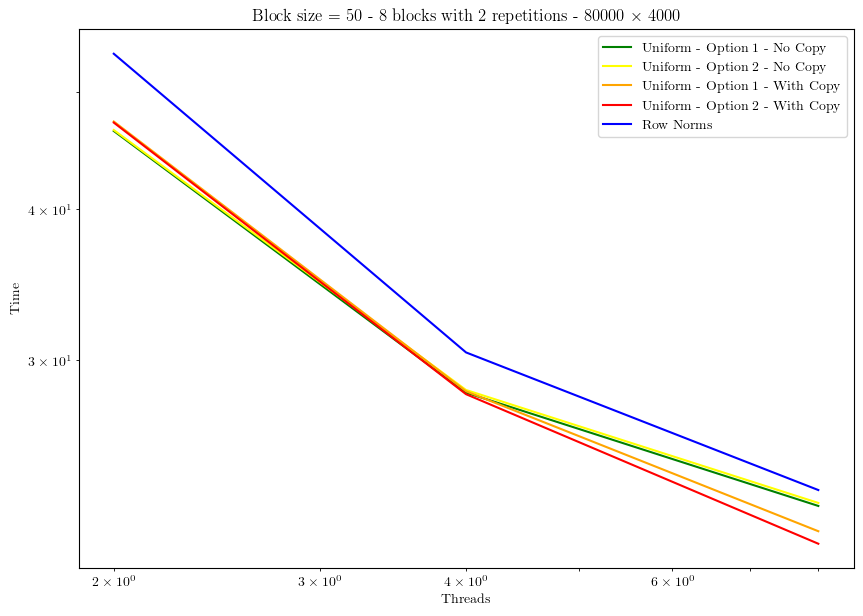 Block size = 50 - 8 blocks with 2 repetitions - 80000 × 4000
Uniform - Option 1 - No Copy
Uniform - Option 2 - No Copy
Uniform - Option 1 - With Copy
Uniform - Option 2 - With Copy
Row Norms
Time
4 × 10¹
3 × 10¹
2 × 10⁰ 3 × 10⁰ 4 × 10⁰ 6 × 10⁰
Threads